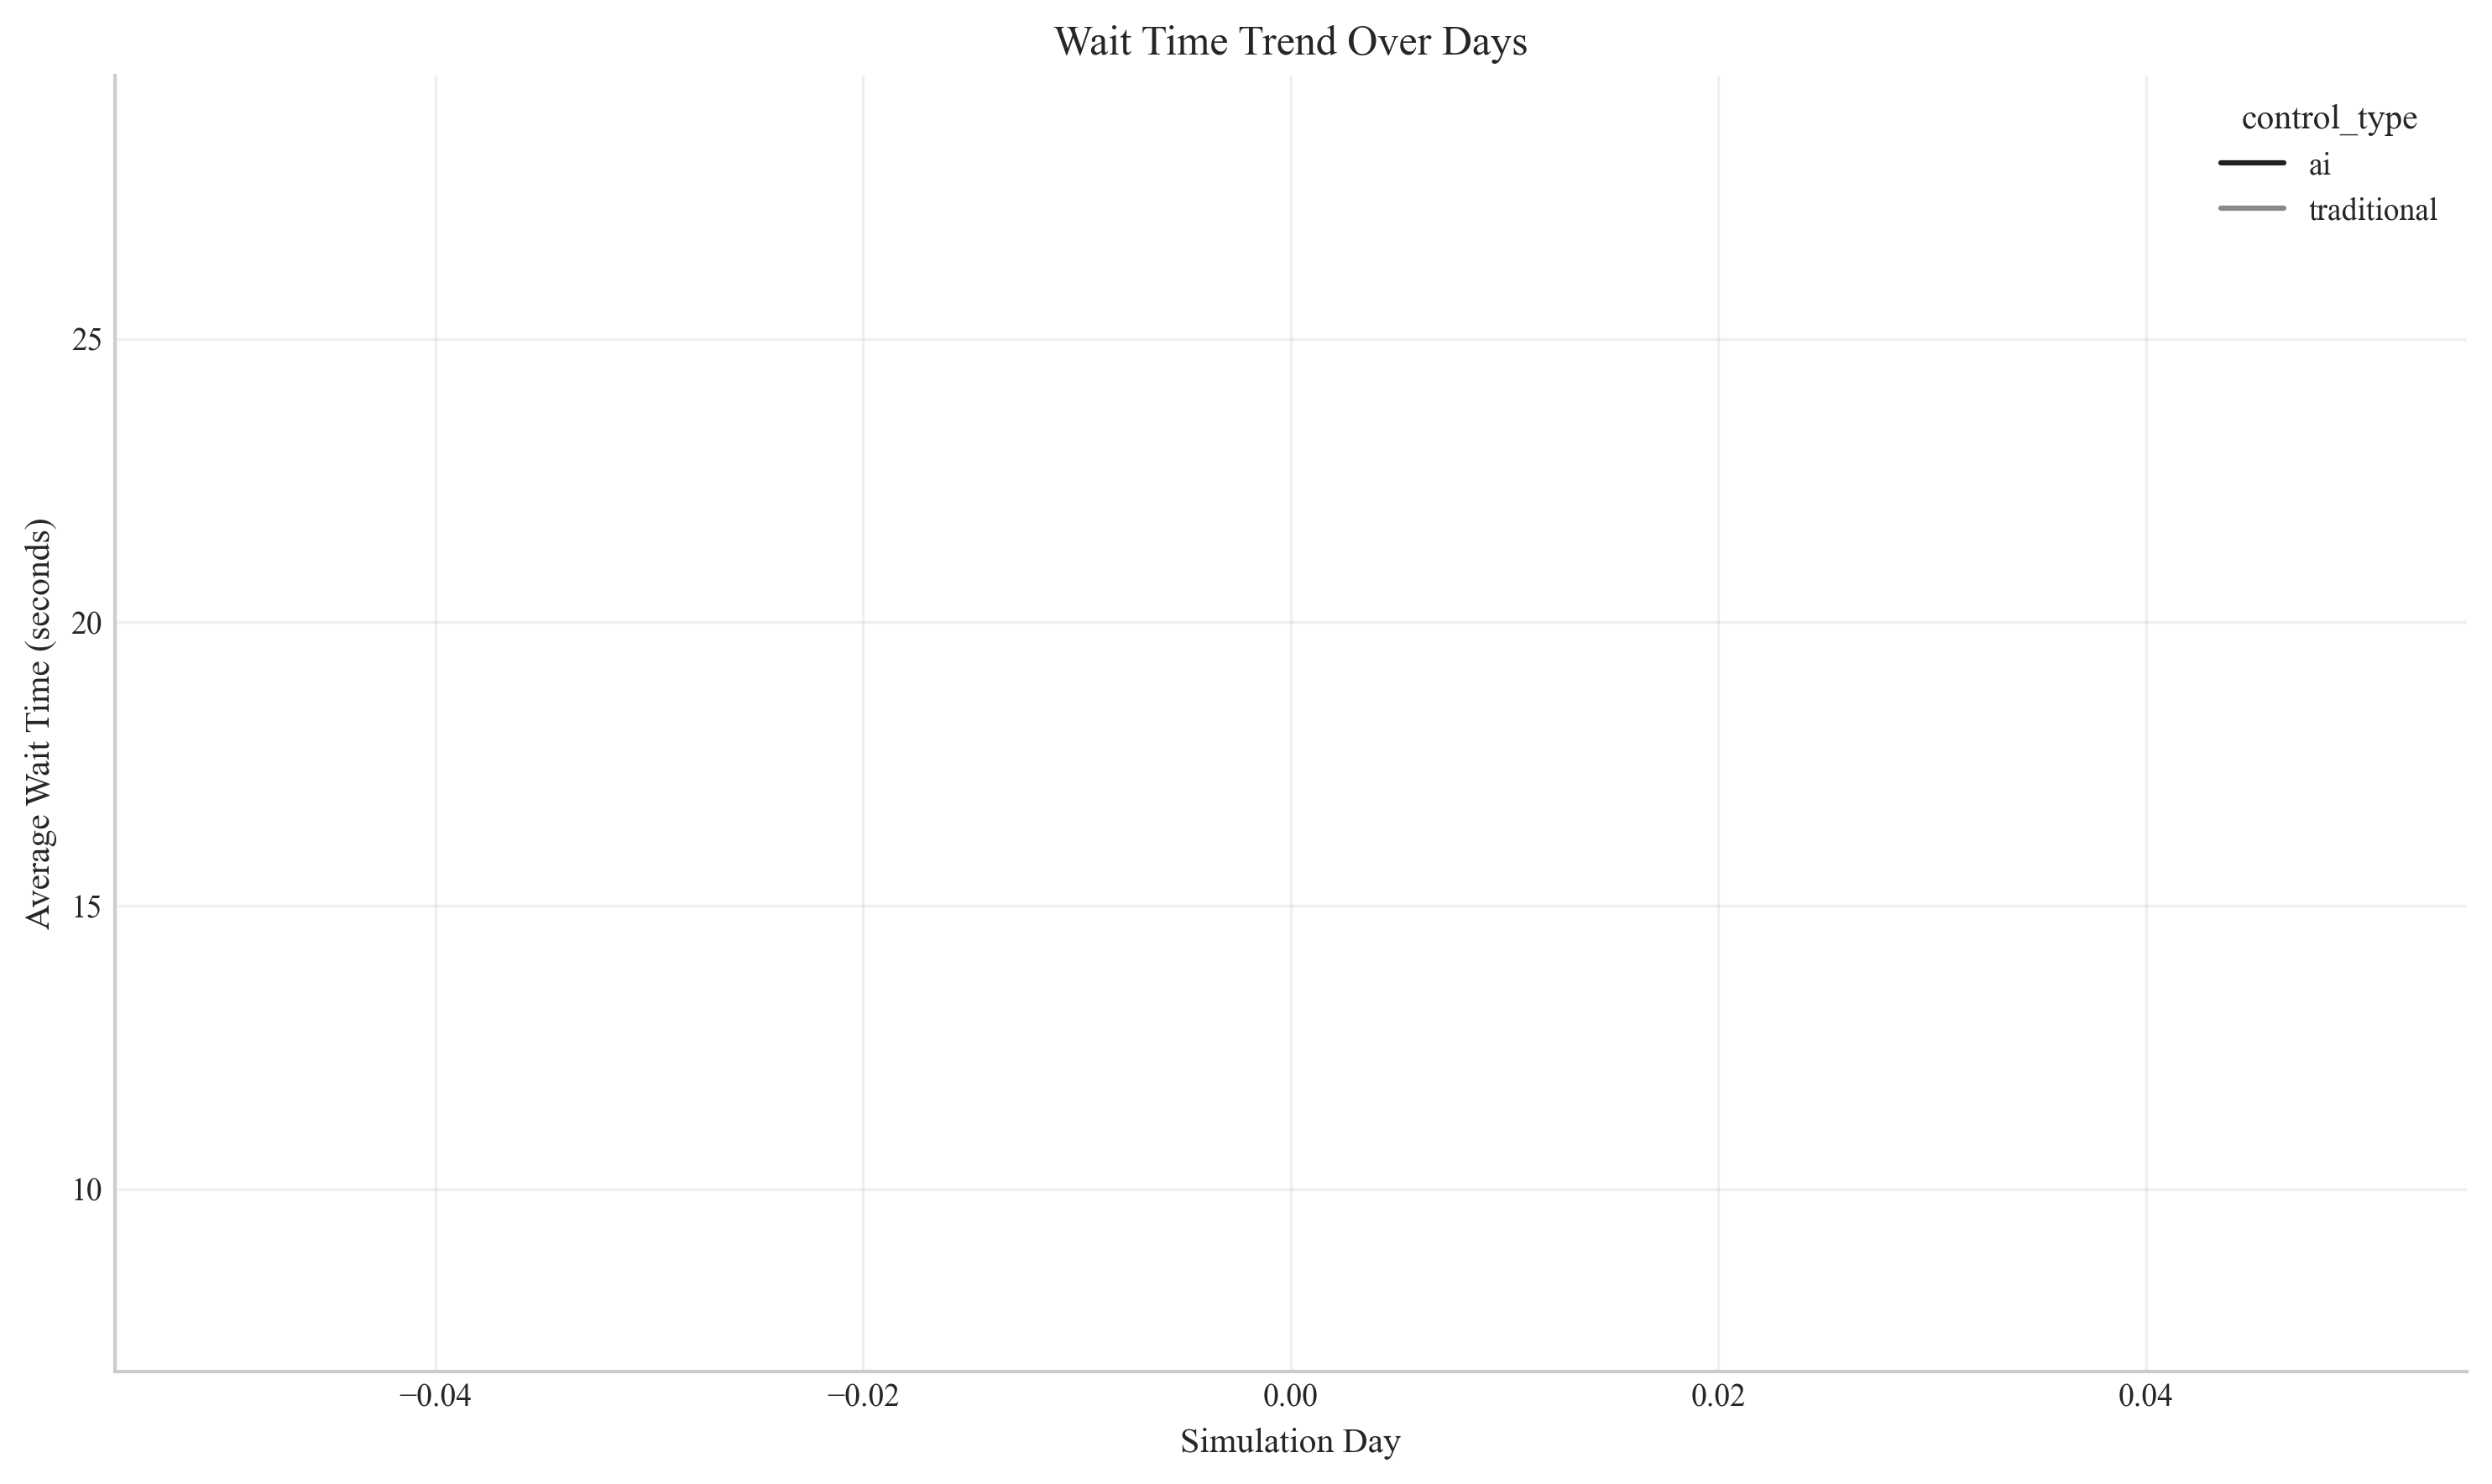 Wait Time Trend Over Days
control_type
ai
traditional
Average Wait Time (seconds)
25
20
15
10
−0.04
−0.02
0.00
0.02
0.04
Simulation Day